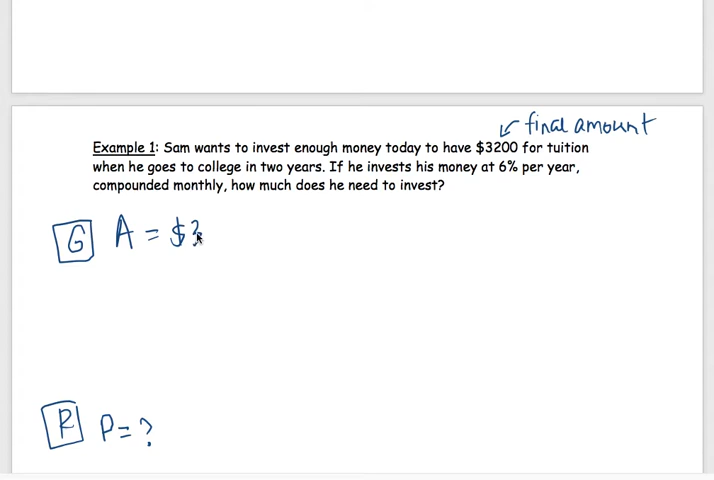 final amount
Example 1: Sam wants to invest enough money today to have $3200 for tuition
when he goes to college in two years. If he invests his money at 6% per year,
compounded monthly, how much does he need to invest?
G A = $3
R P = ?